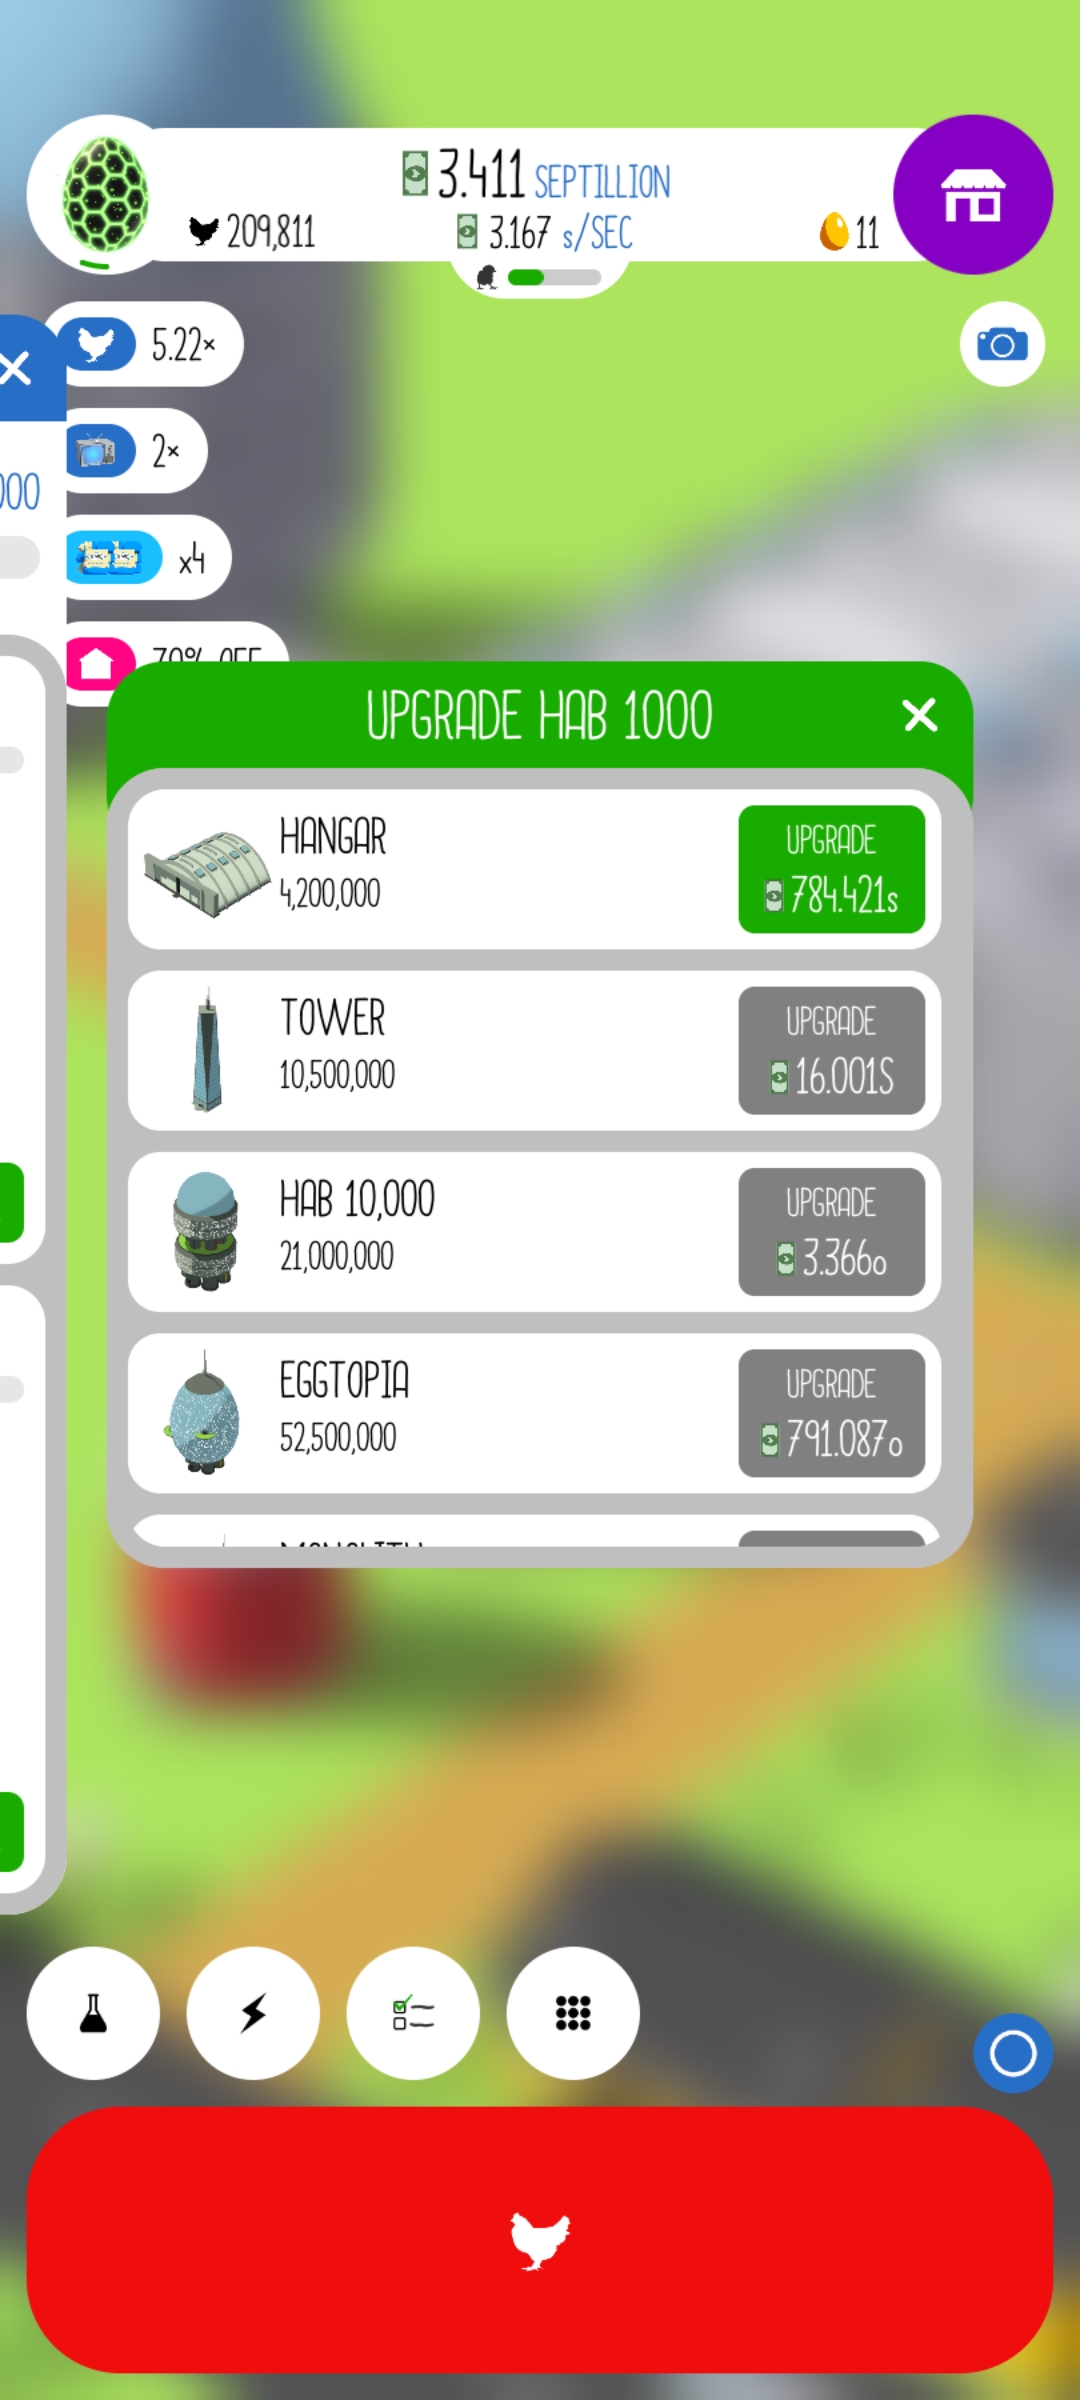 3.411 SEPTILLION
209,811
3.167 s/SEC
11
5.22×
2×
000
x4
70% OFF
UPGRADE HAB 1000
HANGAR
4,200,000
UPGRADE
784.421s
TOWER
10,500,000
UPGRADE
16.001S
HAB 10,000
21,000,000
UPGRADE
3.366o
EGGTOPIA
52,500,000
UPGRADE
791.087o
MONOLITH